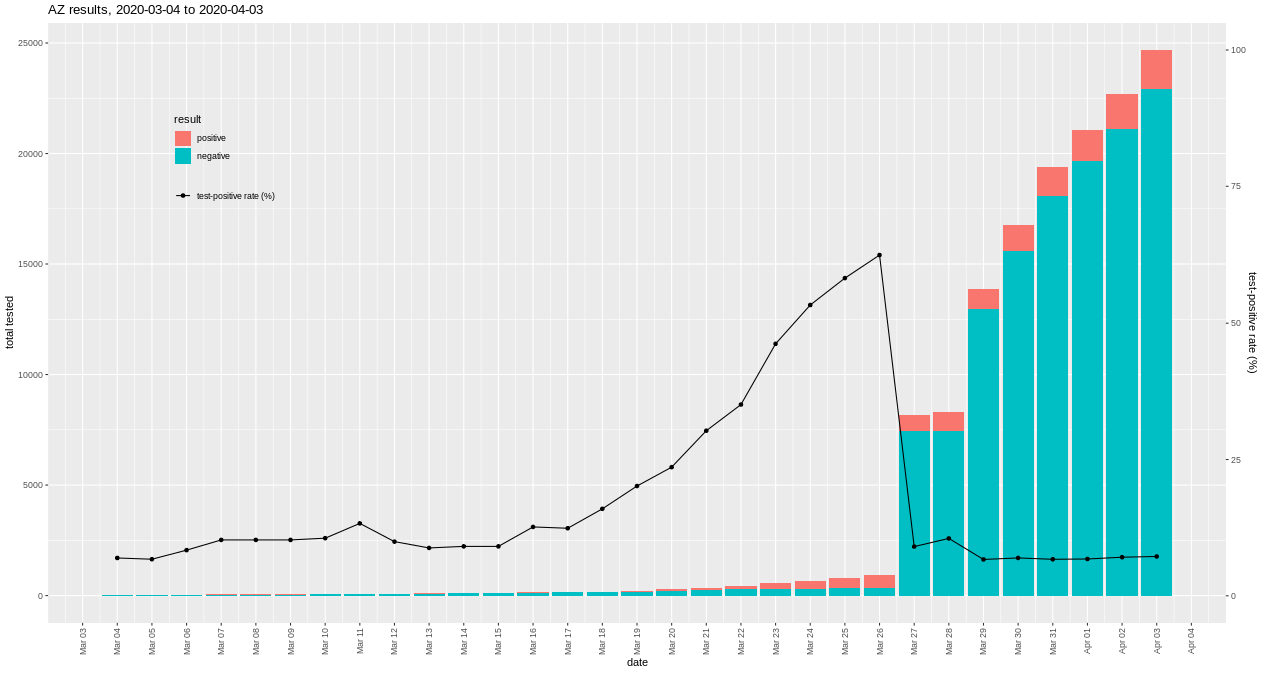 AZ results, 2020-03-04 to 2020-04-03
25000
20000
15000
10000
5000
0
total tested
result
positive
negative
test-positive rate (%)
100
75
50
25
0
test-positive rate (%)
Mar 03
Mar 04
Mar 05
Mar 06
Mar 07
Mar 08
Mar 09
Mar 10
Mar 11
Mar 12
Mar 13
Mar 14
Mar 15
Mar 16
Mar 17
Mar 18
Mar 19
Mar 20
Mar 21
Mar 22
Mar 23
Mar 24
Mar 25
Mar 26
Mar 27
Mar 28
Mar 29
Mar 30
Mar 31
Apr 01
Apr 02
Apr 03
Apr 04
date